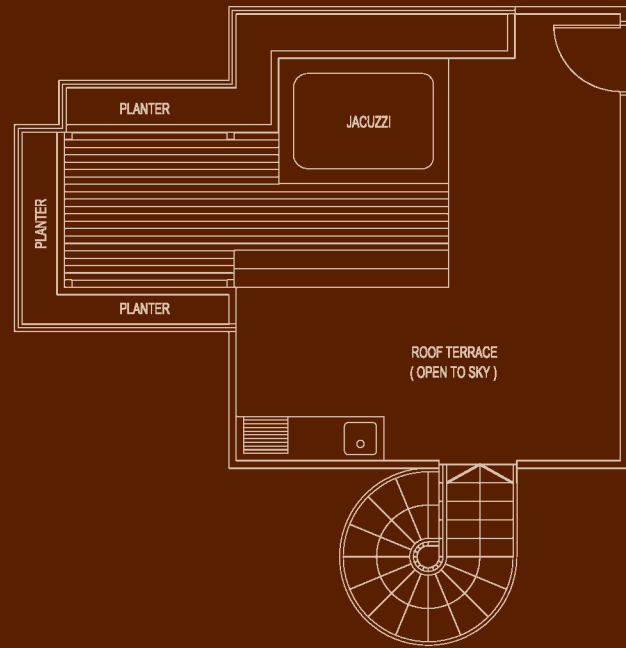 PLANTER
JACUZZI
PLANTER
PLANTER
ROOF TERRACE
( OPEN TO SKY )